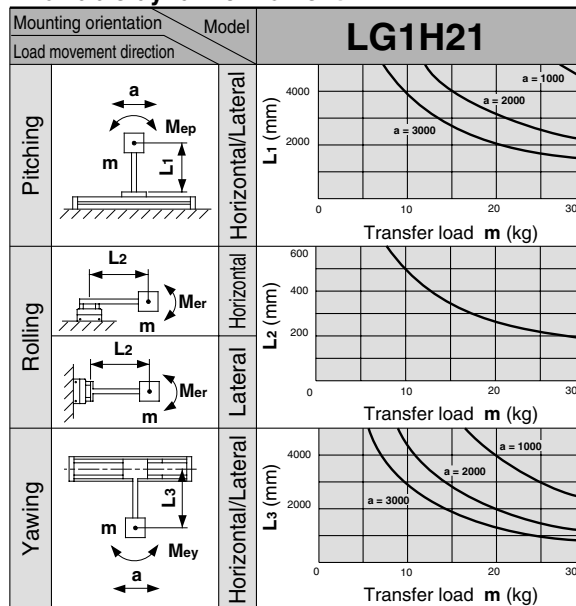 Mounting orientation
Model
Load movement direction
LG1H21
Pitching
a
Mep
m
L1
Horizontal/Lateral
L1 (mm)
4000
2000
a = 1000
a = 2000
a = 3000
0
10
20
30
Transfer load m (kg)
Rolling
L2
Mer
m
Horizontal
L2
Mer
m
Lateral
L2 (mm)
600
400
200
0
10
20
30
Transfer load m (kg)
Yawing
L3
m
Mey
a
Horizontal/Lateral
L3 (mm)
4000
2000
a = 1000
a = 2000
a = 3000
0
10
20
30
Transfer load m (kg)